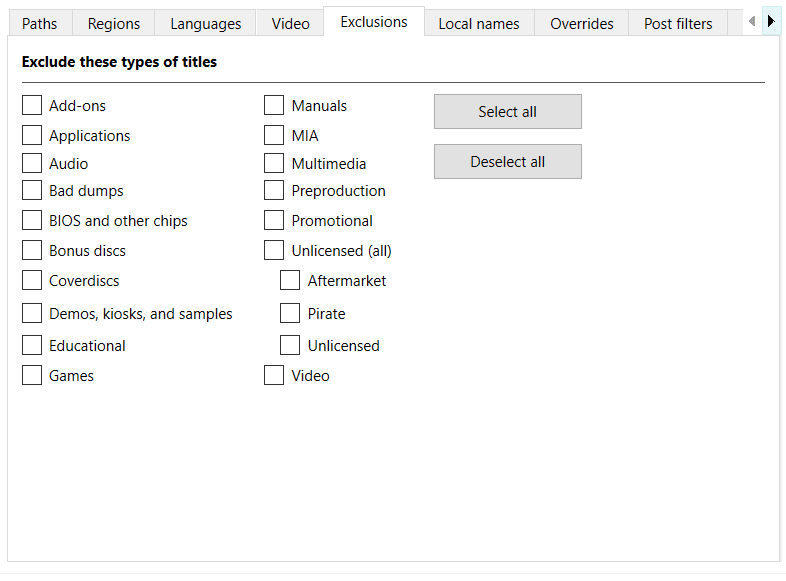 Paths Regions Languages Video Exclusions Local names Overrides Post filters
Exclude these types of titles
Add-ons
Applications
Audio
Bad dumps
BIOS and other chips
Bonus discs
Coverdiscs
Demos, kiosks, and samples
Educational
Games
Manuals
MIA
Multimedia
Preproduction
Promotional
Unlicensed (all)
Aftermarket
Pirate
Unlicensed
Video
Select all
Deselect all